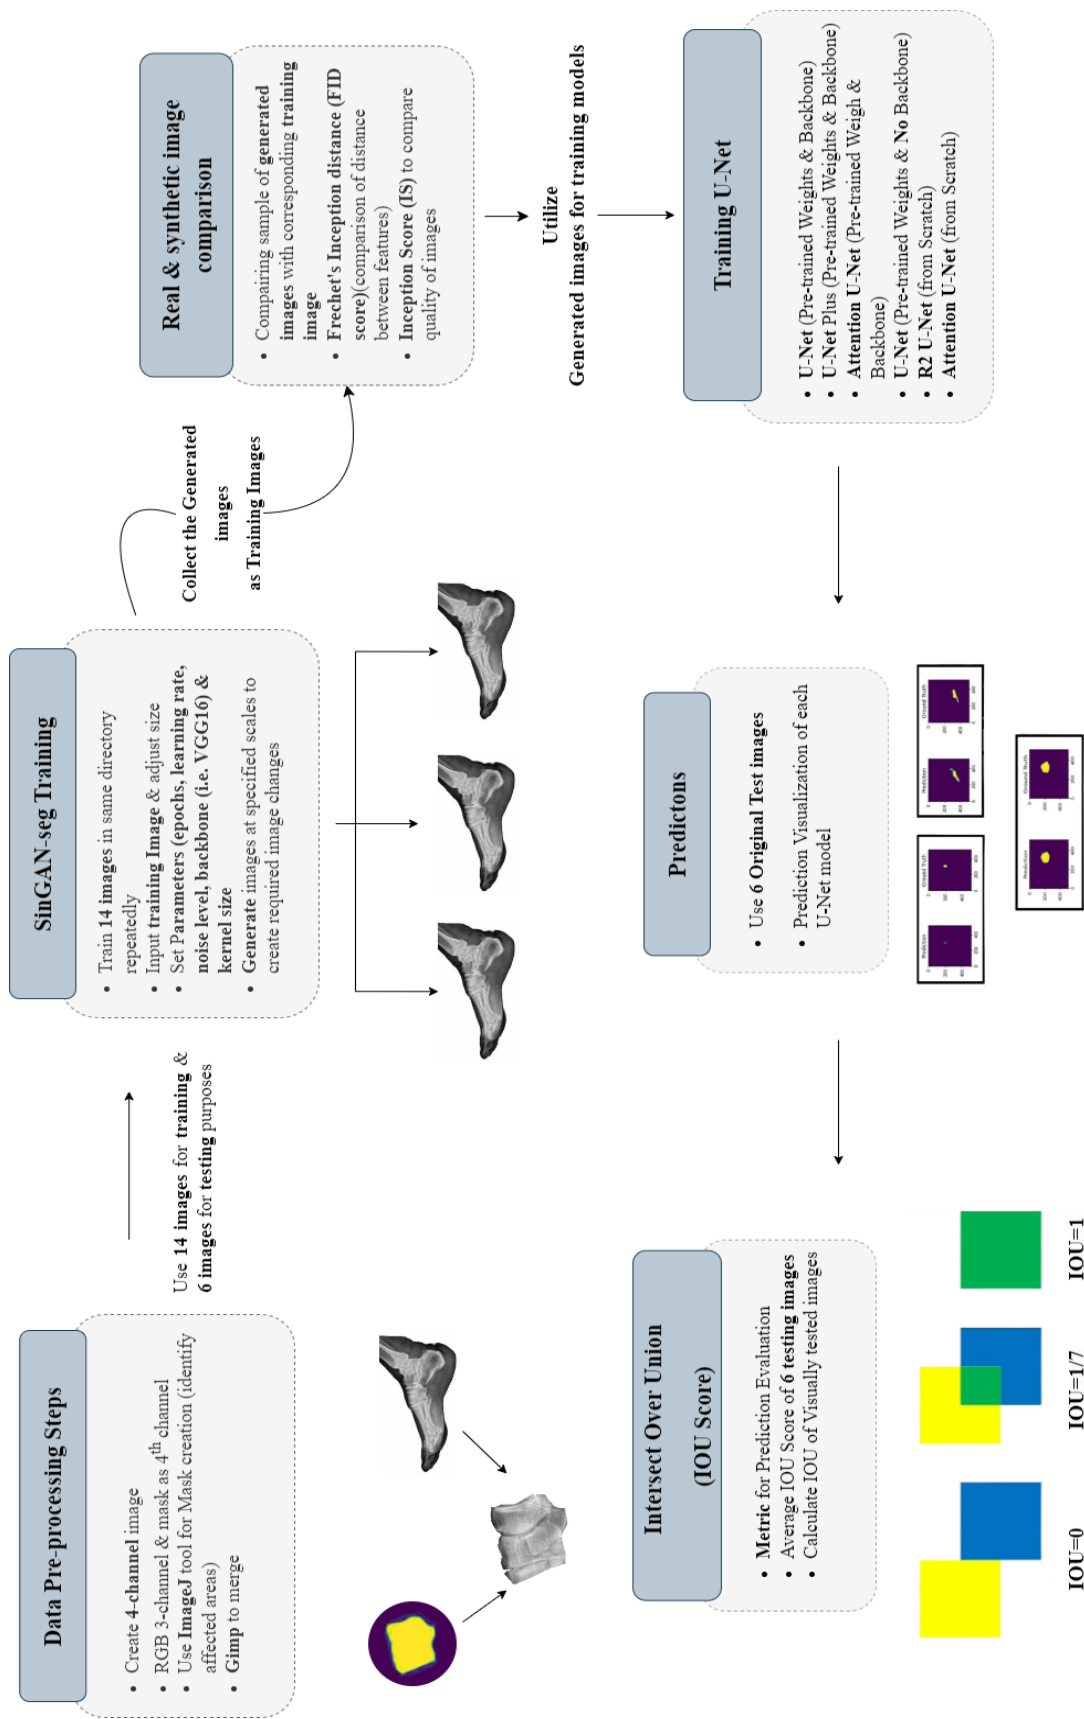 Data Pre-processing Steps
• Create 4-channel image
• RGB 3-channel & mask as 4th channel
• Use ImageJ tool for Mask creation (identify
affected areas)
• Gimp to merge
Use 14 images for training &
6 images for testing purposes
SinGAN-seg Training
• Train 14 images in same directory
repeatedly
• Input training Image & adjust size
• Set Parameters (epochs, learning rate,
noise level, backbone (i.e. VGG16) &
kernel size
• Generate images at specified scales to
create required image changes
Collect the Generated
images
as Training Images
Real & synthetic image
comparison
• Compairing sample of generated
images with corresponding training
image
• Frechet's Inception distance (FID
score)(comparison of distance
between features)
• Inception Score (IS) to compare
quality of images
Utilize
Generated images for training models
Training U-Net
• U-Net (Pre-trained Weights & Backbone)
• U-Net Plus (Pre-trained Weights & Backbone)
• Attention U-Net (Pre-trained Weigh &
Backbone)
• U-Net (Pre-trained Weights & No Backbone)
• R2 U-Net (from Scratch)
• Attention U-Net (from Scratch)
Predictons
• Use 6 Original Test images
• Prediction Visualization of each
U-Net model
Prediction
Ground Truth
Prediction
Ground Truth
Prediction
Ground Truth
Intersect Over Union
(IOU Score)
• Metric for Prediction Evaluation
• Average IOU Score of 6 testing images
• Calculate IOU of Visually tested images
IOU=0
IOU=1/7
IOU=1